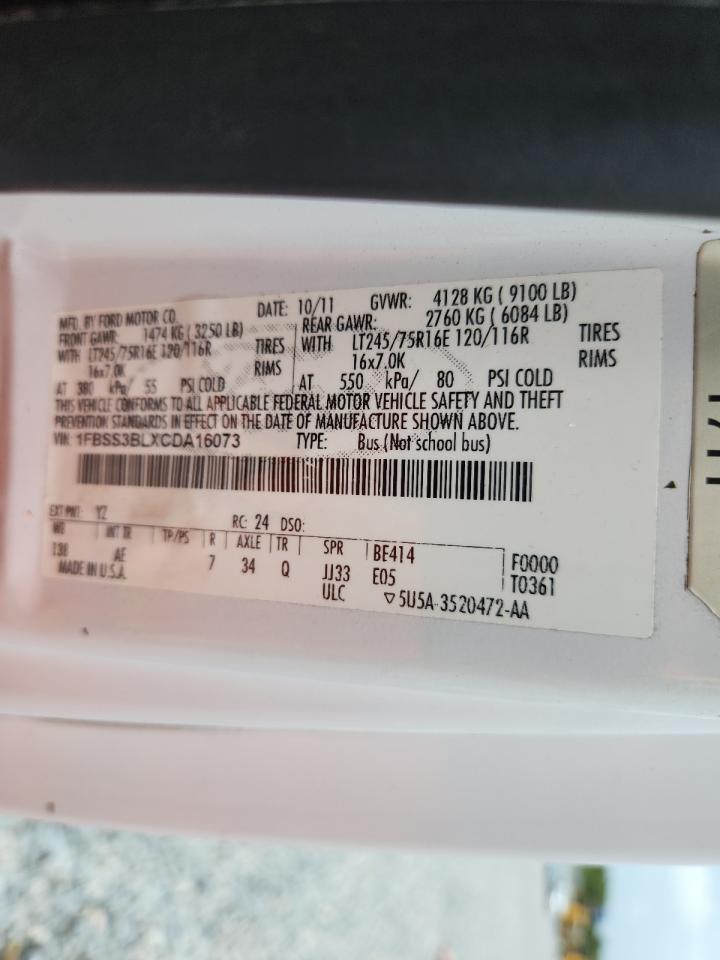 MFD. BY FORD MOTOR CO. DATE: 10/11 GVWR: 4128 KG ( 9100 LB)
FRONT GAWR: 1474 KG ( 3250 LB) REAR GAWR: 2760 KG ( 6084 LB)
WITH LT245/75R16E 120/116R TIRES WITH LT245/75R16E 120/116R TIRES
16x7.0K RIMS 16x7.0K RIMS
AT 380 kPa/ 55 PSI COLD AT 550 kPa/ 80 PSI COLD
THIS VEHICLE CONFORMS TO ALL APPLICABLE FEDERAL MOTOR VEHICLE SAFETY AND THEFT
PREVENTION STANDARDS IN EFFECT ON THE DATE OF MANUFACTURE SHOWN ABOVE.
VIN: 1FBSS3BLXCDA16073 TYPE: Bus (Not school bus)
EXT PNT: YZ RC: 24 DSO:
WB INT TR TP/PS R AXLE TR SPR BE414 F0000
138 AE 7 34 Q JJ33 E05 T0361
MADE IN U.S.A. ULC ▽5U5A-3520472-AA